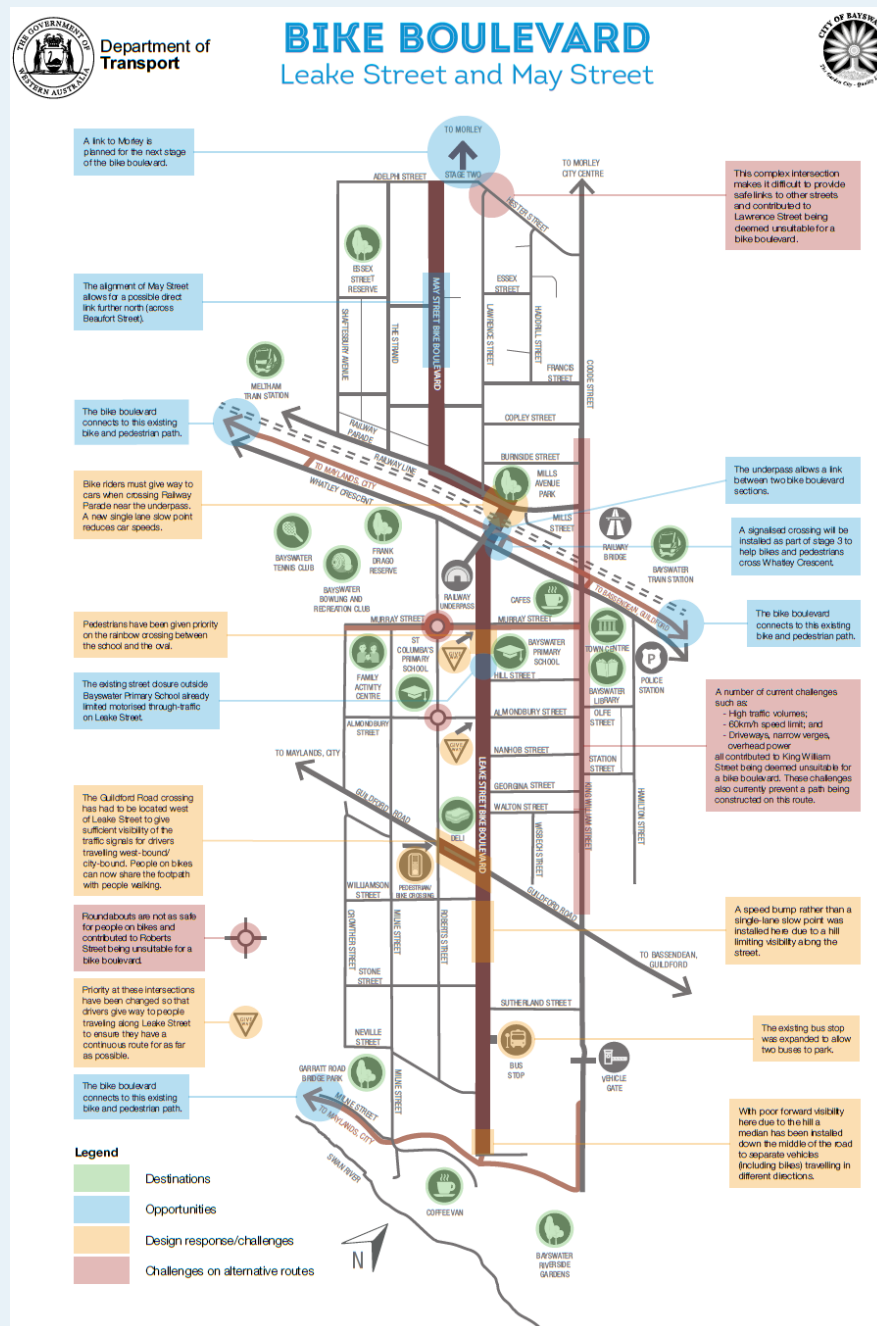 THE GOVERNMENT OF
WESTERN AUSTRALIA
Department of
Transport
BIKE BOULEVARD
Leake Street and May Street
CITY OF BAYSW
The Garden City - Quality
A link to Morley is
planned for the next stage
of the bike boulevard.
TO MORLEY
STAGE TWO
ADELPHI STREET
HESTER STREET
TO MORLEY
CITY CENTRE
This complex intersection
makes it difficult to provide
safe links to other streets
and contributed to
Lawrence Street being
deemed unsuitable for a
bike boulevard.
ESSEX
STREET
RESERVE
The alignment of May Street
allows for a possible direct
link further north (across
Beaufort Street).
MAY STREET BIKE BOULEVARD
ESSEX
STREET
SHAFTESBURY AVENUE
THE STRAND
LAWRENCE STREET
HADDRILL STREET
COODE STREET
FRANCIS
STREET
MELTHAM
TRAIN STATION
The bike boulevard
connects to this existing
bike and pedestrian path.
RAILWAY
PARADE
RAILWAY LINE
COPLEY STREET
BURNSIDE STREET
TO MAYLANDS, CITY
WHATLEY CRESCENT
MILLS
AVENUE
PARK
MILLS
STREET
Bike riders must give way to
cars when crossing Railway
Parade near the underpass.
A new single lane slow point
reduces car speeds.
The underpass allows a link
between two bike boulevard
sections.
BAYSWATER
TENNIS CLUB
FRANK
DRAGO
RESERVE
RAILWAY
BRIDGE
BAYSWATER
TRAIN STATION
A signalised crossing will be
installed as part of stage 3 to
help bikes and pedestrians
cross Whatley Crescent.
BAYSWATER
BOWLING AND
RECREATION CLUB
RAILWAY
UNDERPASS
CAFES
TO BASSENDEAN, GUILDFORD
The bike boulevard
connects to this existing
bike and pedestrian path.
Pedestrians have been given priority
on the rainbow crossing between
the school and the oval.
MURRAY STREET
MURRAY STREET
ST
COLUMBA'S
PRIMARY
SCHOOL
GIVE
WAY
BAYSWATER
PRIMARY
SCHOOL
TOWN CENTRE
P
POLICE
STATION
FAMILY
ACTIVITY
CENTRE
HILL STREET
BAYSWATER
LIBRARY
The existing street closure outside
Bayswater Primary School already
limited motorised through-traffic
on Leake Street.
ALMONDBURY
STREET
ALMONDBURY STREET
OLFE
STREET
GIVE
WAY
NANHOB STREET
STATION
STREET
A number of current challenges
such as:
- High traffic volumes;
- 60km/h speed limit; and
- Driveways, narrow verges,
overhead power
all contributed to King William
Street being deemed unsuitable for
a bike boulevard. These challenges
also currently prevent a path being
constructed on this route.
TO MAYLANDS, CITY
GUILDFORD ROAD
LEAKE STREET BIKE BOULEVARD
GEORGINA STREET
WALTON STREET
WISBECH STREET
KING WILLIAM STREET
HAMILTON STREET
DELI
The Guildford Road crossing
has had to be located west
of Leake Street to give
sufficient visibility of the
traffic signals for drivers
travelling west-bound/
city-bound. People on bikes
can now share the footpath
with people walking.
PEDESTRIAN/
BIKE CROSSING
WILLIAMSON
STREET
CROWTHER STREET
MILNE STREET
ROBERTS STREET
GUILDFORD ROAD
A speed bump rather than a
single-lane slow point was
installed here due to a hill
limiting visibility along the
street.
Roundabouts are not as safe
for people on bikes and
contributed to Roberts
Street being unsuitable for a
bike boulevard.
TO BASSENDEAN,
GUILDFORD
STONE
STREET
Priority at these intersections
have been changed so that
drivers give way to people
traveling along Leake Street
to ensure they have a
continuous route for as far
as possible.
GIVE
WAY
SUTHERLAND STREET
NEVILLE
STREET
BUS
STOP
VEHICLE
GATE
The existing bus stop
was expanded to allow
two buses to park.
GARRATT ROAD
BRIDGE PARK
The bike boulevard
connects to this existing
bike and pedestrian path.
MILNE STREET
MILNE STREET
TO MAYLANDS, CITY
With poor forward visibility
here due to the hill a
median has been installed
down the middle of the road
to separate vehicles
(including bikes) travelling in
different directions.
SWAN RIVER
COFFEE VAN
BAYSWATER
RIVERSIDE
GARDENS
N
Legend
Destinations
Opportunities
Design response/challenges
Challenges on alternative routes